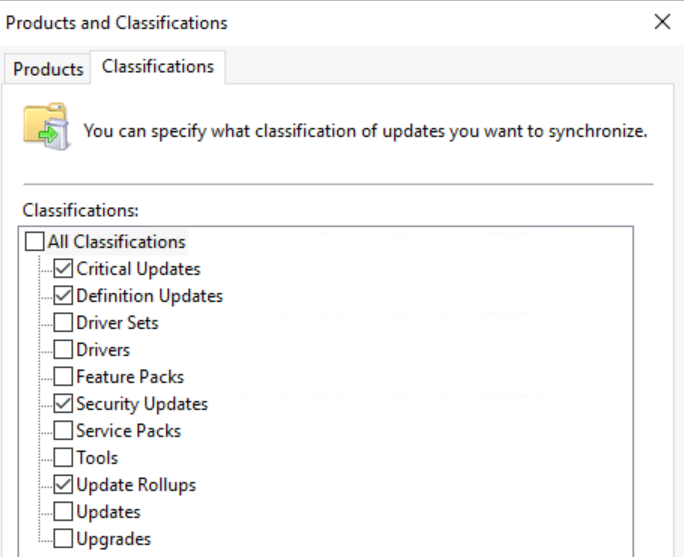 Products and Classifications
Products
Classifications
You can specify what classification of updates you want to synchronize.
Classifications:
All Classifications
Critical Updates
Definition Updates
Driver Sets
Drivers
Feature Packs
Security Updates
Service Packs
Tools
Update Rollups
Updates
Upgrades